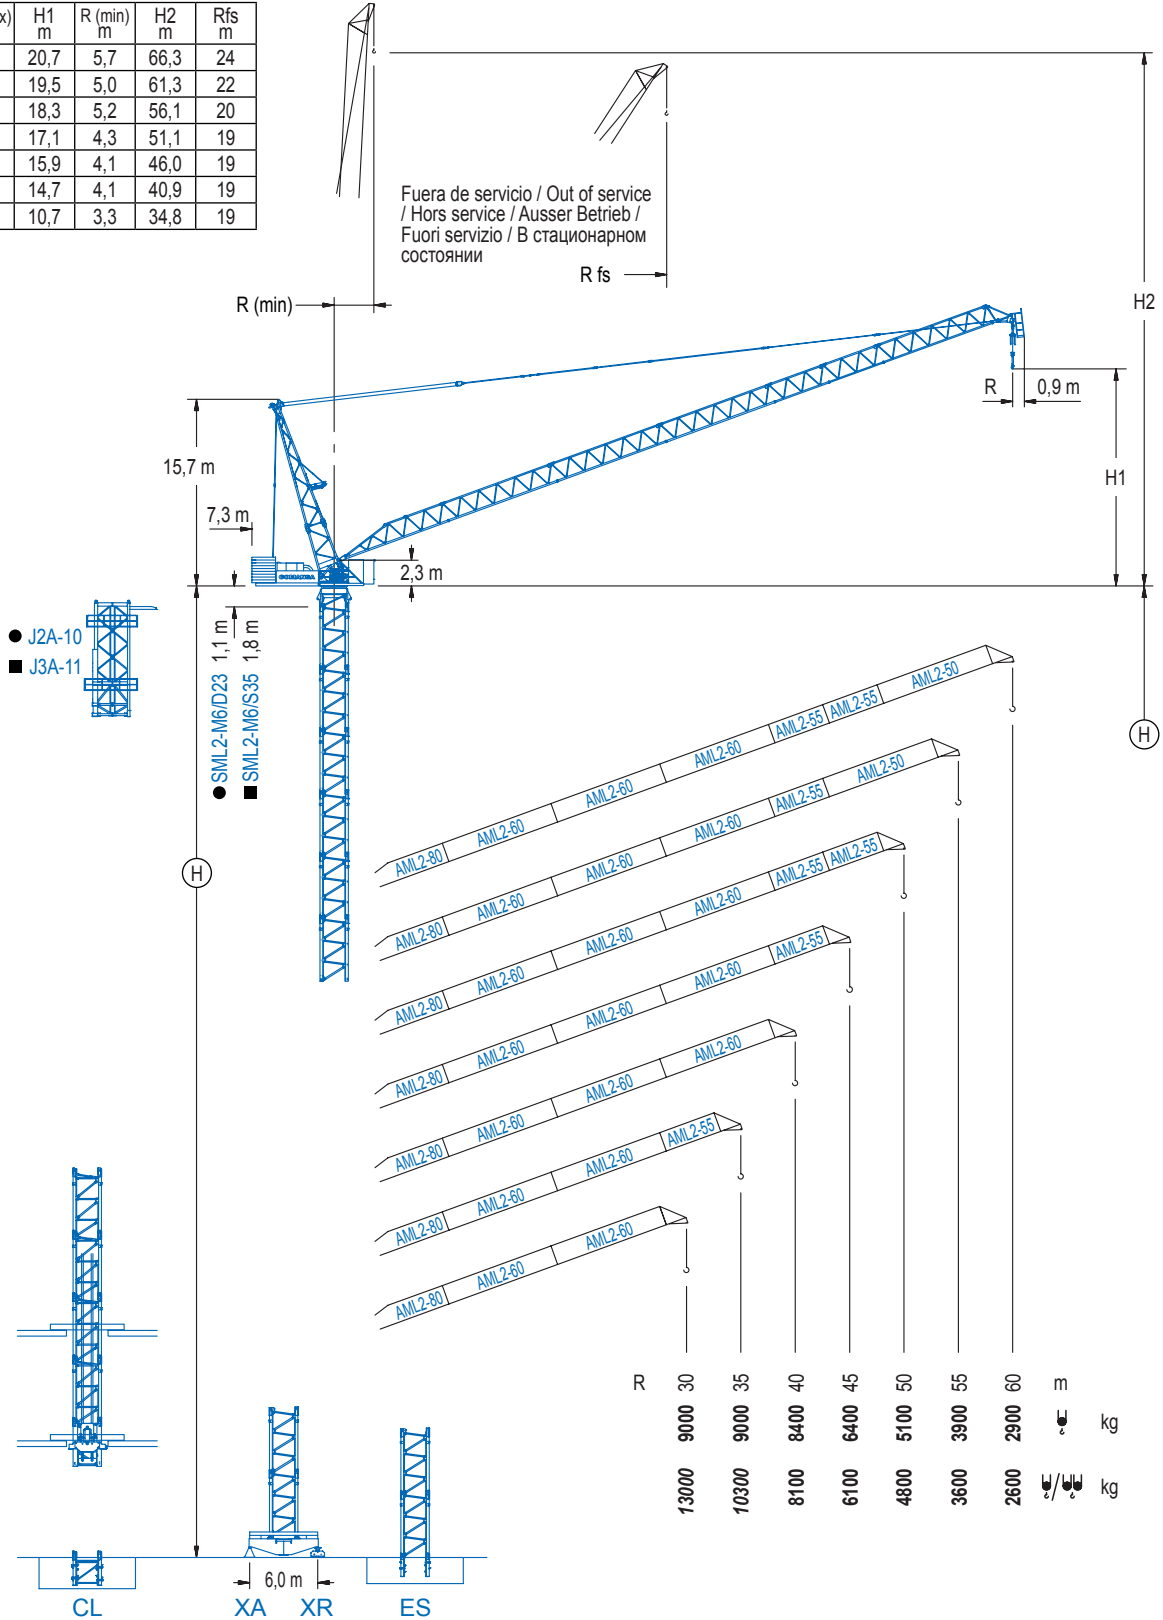 x) H1 m R (min) m H2 m Rfs m
20,7 5,7 66,3 24
19,5 5,0 61,3 22
18,3 5,2 56,1 20
17,1 4,3 51,1 19
15,9 4,1 46,0 19
14,7 4,1 40,9 19
10,7 3,3 34,8 19
Fuera de servicio / Out of service
/ Hors service / Ausser Betrieb /
Fuori servizio / В стационарном
состоянии
R fs
R (min)
H2
R 0,9 m
15,7 m
H1
7,3 m
2,3 m
COMANSA
J2A-10
J3A-11
SML2-M6/D23 1,1 m
SML2-M6/S35 1,8 m
H
H
AML2-80 AML2-60 AML2-60 AML2-60 AML2-55 AML2-55 AML2-50
AML2-80 AML2-60 AML2-60 AML2-60 AML2-55 AML2-50
AML2-80 AML2-60 AML2-60 AML2-60 AML2-55 AML2-55
AML2-80 AML2-60 AML2-60 AML2-60 AML2-55
AML2-80 AML2-60 AML2-60 AML2-60
AML2-80 AML2-60 AML2-60 AML2-55
AML2-80 AML2-60 AML2-60
R 30 35 40 45 50 55 60 m
9000 9000 8400 6400 5100 3900 2900 kg
13000 10300 8100 6100 4800 3600 2600 / kg
6,0 m
CL XA XR ES